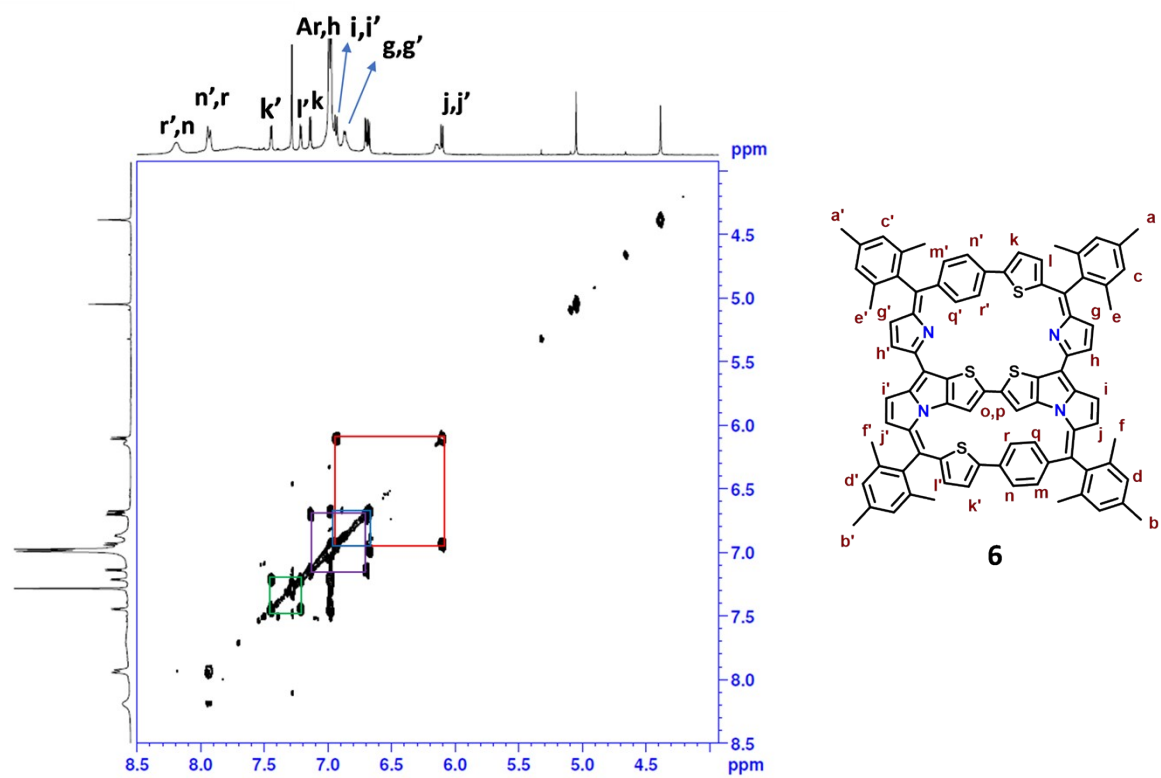 Ar,h
i,i'
g,g'
n',r
k'
l'
k
j,j'
r',n
ppm
4.5
5.0
5.5
6.0
6.5
7.0
7.5
8.0
8.5
8.5
8.0
7.5
7.0
6.5
6.0
5.5
5.0
4.5
ppm
a'
c'
m'
n'
k
l
a
S
c
e'
g'
q'
r'
g
e
N
N
h'
h
S
S
i'
i
N
o,p
N
f'
j'
S
r
q
j
f
d'
l'
k'
n
m
d
b'
b
6